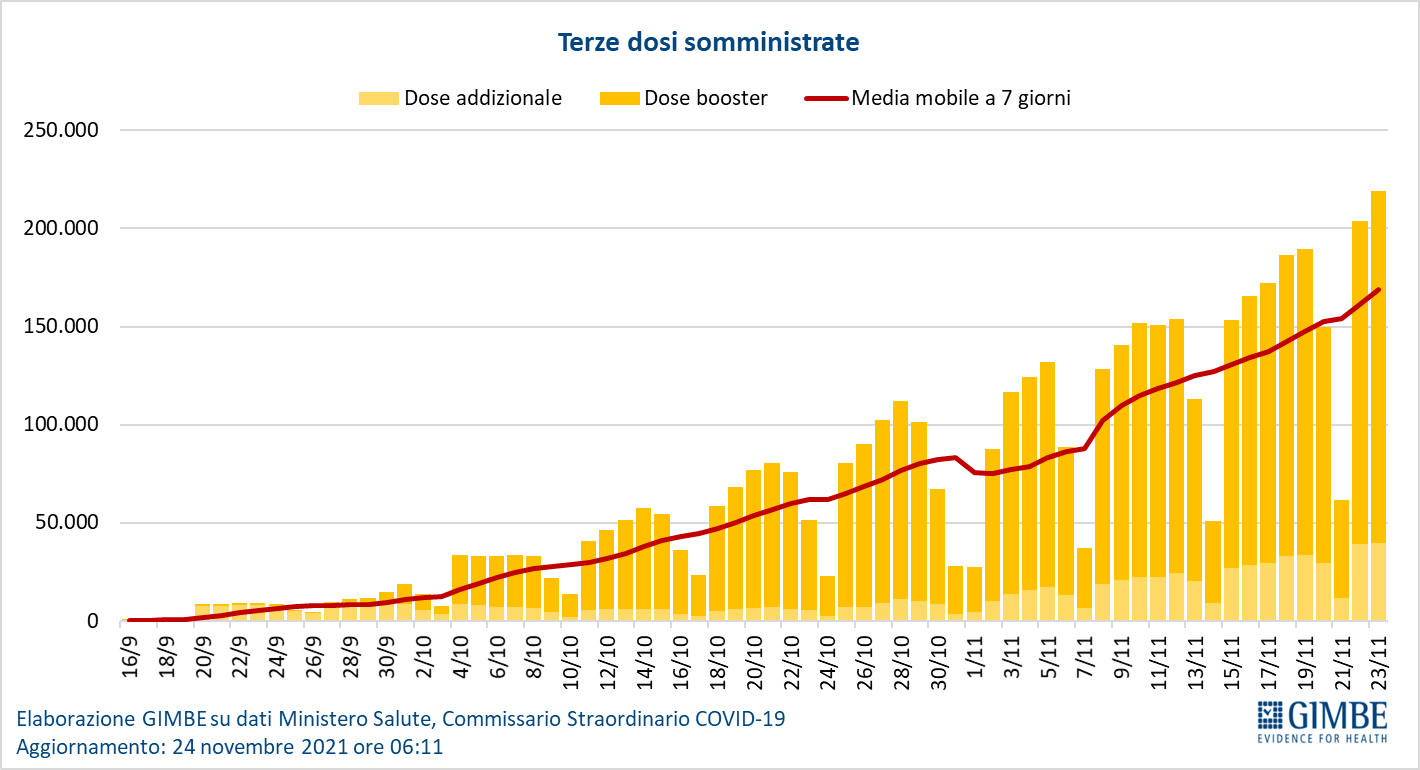 Terze dosi somministrate
Dose addizionale Dose booster Media mobile a 7 giorni
250.000
200.000
150.000
100.000
50.000
0
16/9 18/9 20/9 22/9 24/9 26/9 28/9 30/9 2/10 4/10 6/10 8/10 10/10 12/10 14/10 16/10 18/10 20/10 22/10 24/10 26/10 28/10 30/10 1/11 3/11 5/11 7/11 9/11 11/11 13/11 15/11 17/11 19/11 21/11 23/11
Elaborazione GIMBE su dati Ministero Salute, Commissario Straordinario COVID-19
Aggiornamento: 24 novembre 2021 ore 06:11
GIMBE
EVIDENCE FOR HEALTH